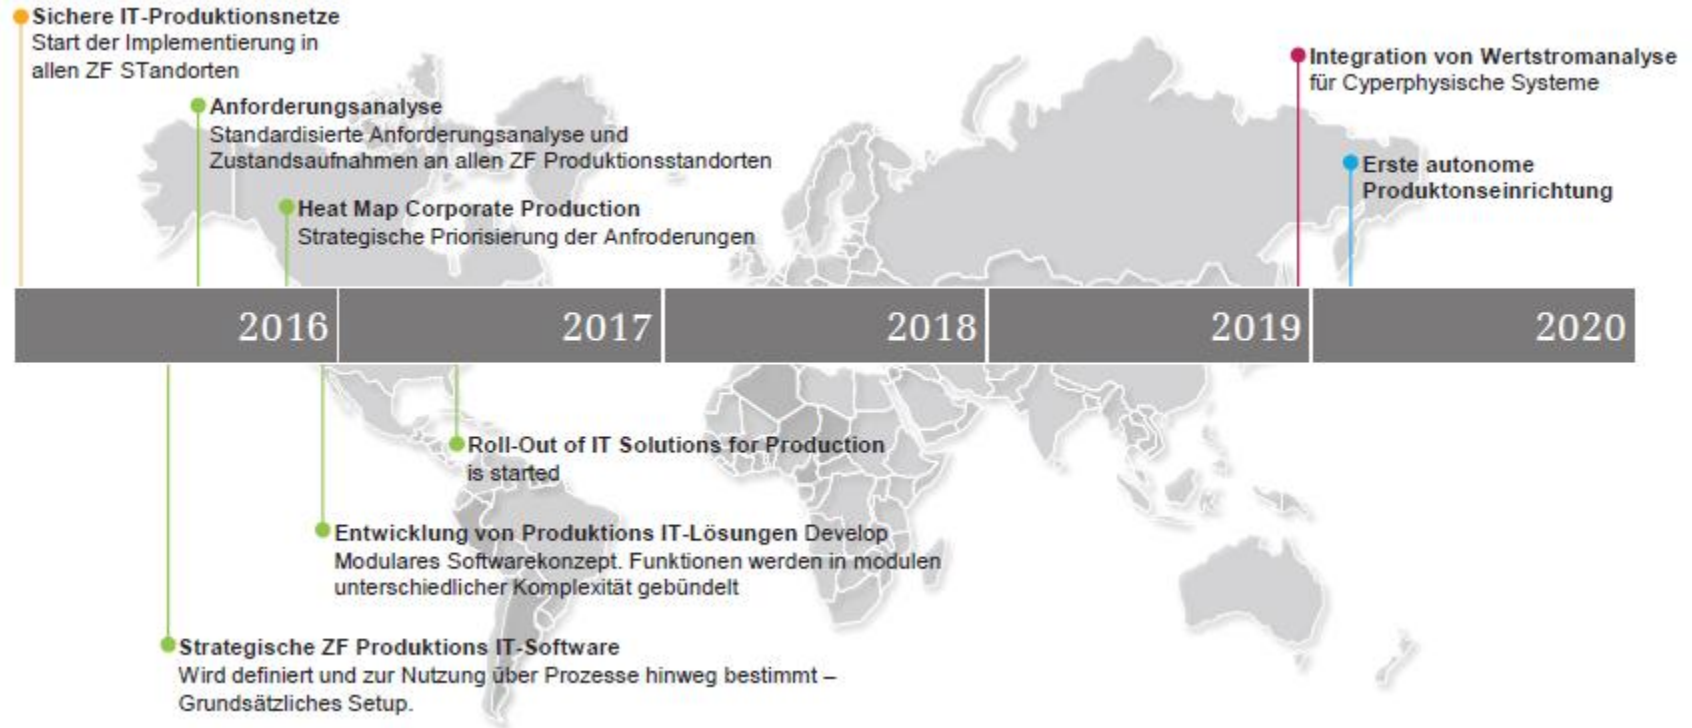 Sichere IT-Produktionsnetze
Start der Implementierung in
allen ZF STandorten
Anforderungsanalyse
Standardisierte Anforderungsanalyse und
Zustandsaufnahmen an allen ZF Produktionsstandorten
Heat Map Corporate Production
Strategische Priorisierung der Anfroderungen
Integration von Wertstromanalyse
für Cyperphysische Systeme
Erste autonome
Produktonseinrichtung
2016
2017
2018
2019
2020
Roll-Out of IT Solutions for Production
is started
Entwicklung von Produktions IT-Lösungen Develop
Modulares Softwarekonzept. Funktionen werden in modulen
unterschiedlicher Komplexität gebündelt
Strategische ZF Produktions IT-Software
Wird definiert und zur Nutzung über Prozesse hinweg bestimmt –
Grundsätzliches Setup.